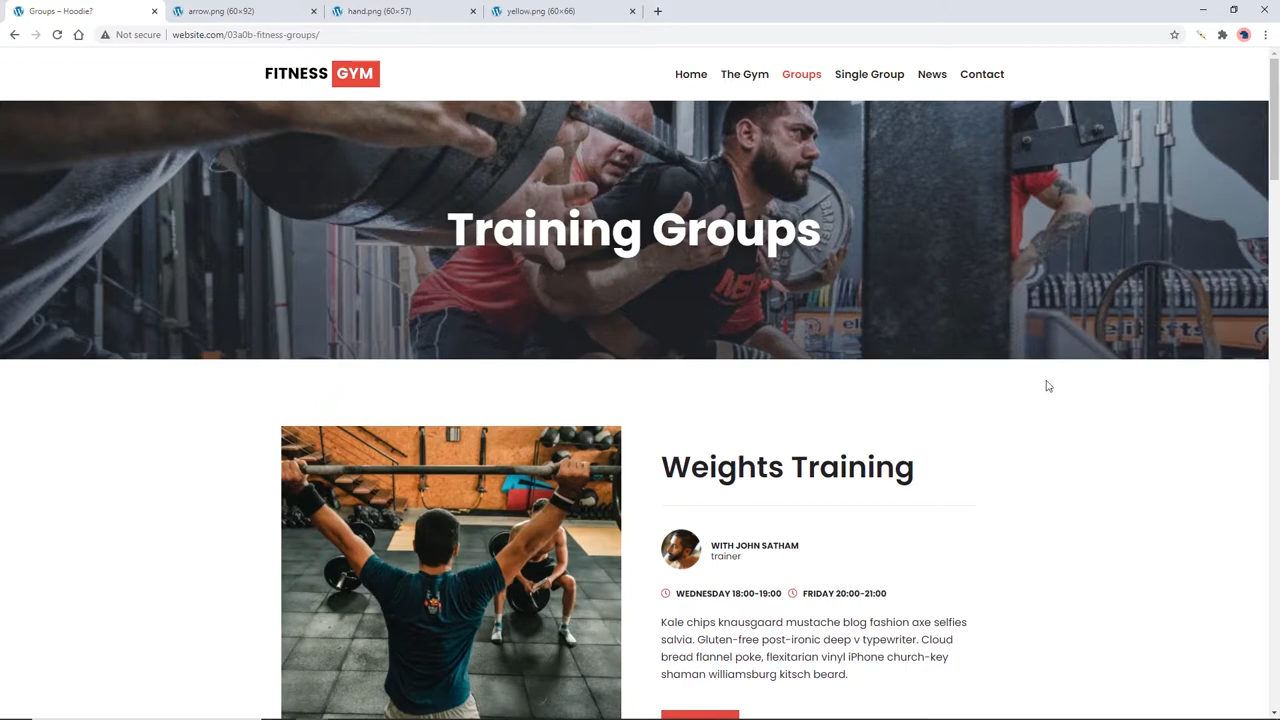 Groups – Hoodie?
arrow.png (60×92)
hand.png (60×57)
yellow.png (60×66)
Not secure
website.com/03a0b-fitness-groups/
FITNESS GYM
Home
The Gym
Groups
Single Group
News
Contact
Training Groups
Weights Training
WITH JOHN SATHAM
trainer
WEDNESDAY 18:00-19:00
FRIDAY 20:00-21:00
Kale chips knausgaard mustache blog fashion axe selfies
salvia. Gluten-free post-ironic deep v typewriter. Cloud
bread flannel poke, flexitarian vinyl iPhone church-key
shaman williamsburg kitsch beard.